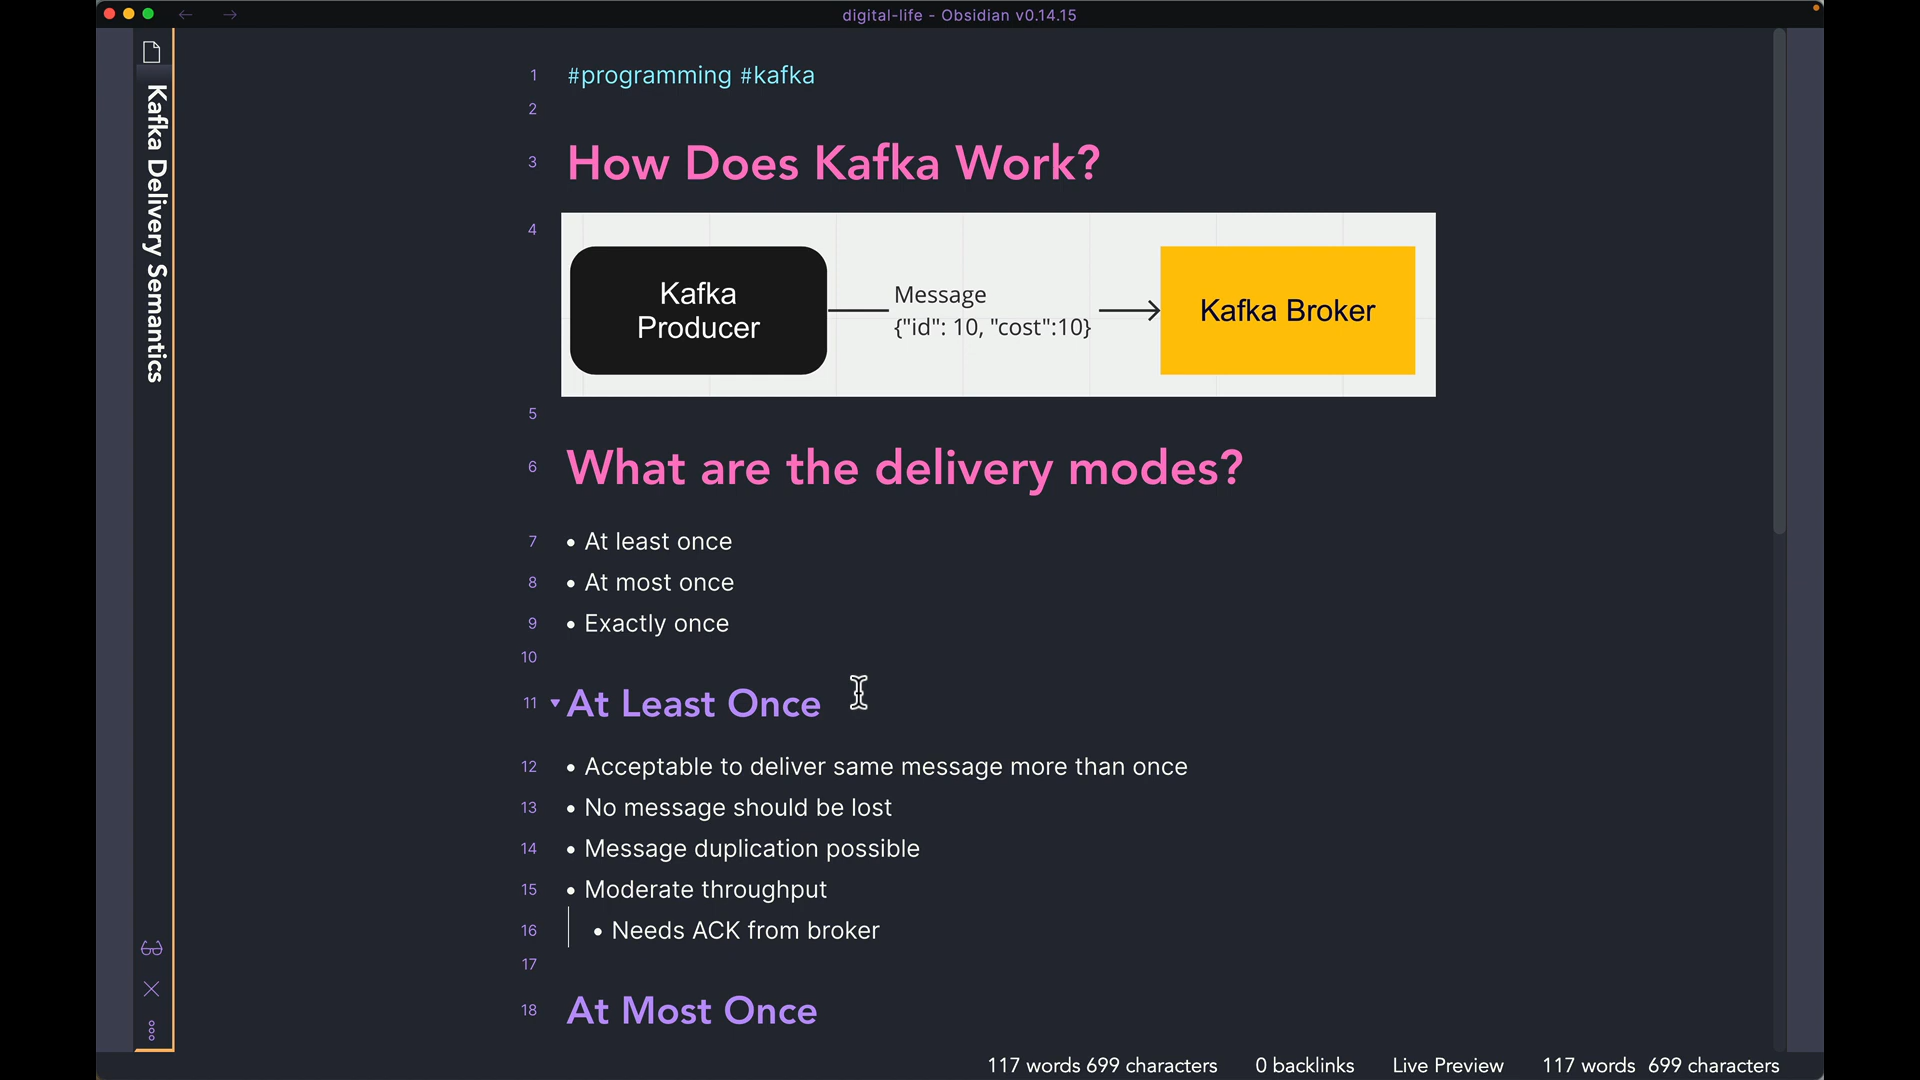 digital-life - Obsidian v0.14.15
Kafka Delivery Semantics
1 #programming #kafka
2
3 How Does Kafka Work?
4
Kafka
Producer
Message
{"id": 10, "cost":10}
Kafka Broker
5
6 What are the delivery modes?
7 • At least once
8 • At most once
9 • Exactly once
10
11 At Least Once
12 • Acceptable to deliver same message more than once
13 • No message should be lost
14 • Message duplication possible
15 • Moderate throughput
16 • Needs ACK from broker
17
18 At Most Once
117 words 699 characters 0 backlinks Live Preview 117 words 699 characters